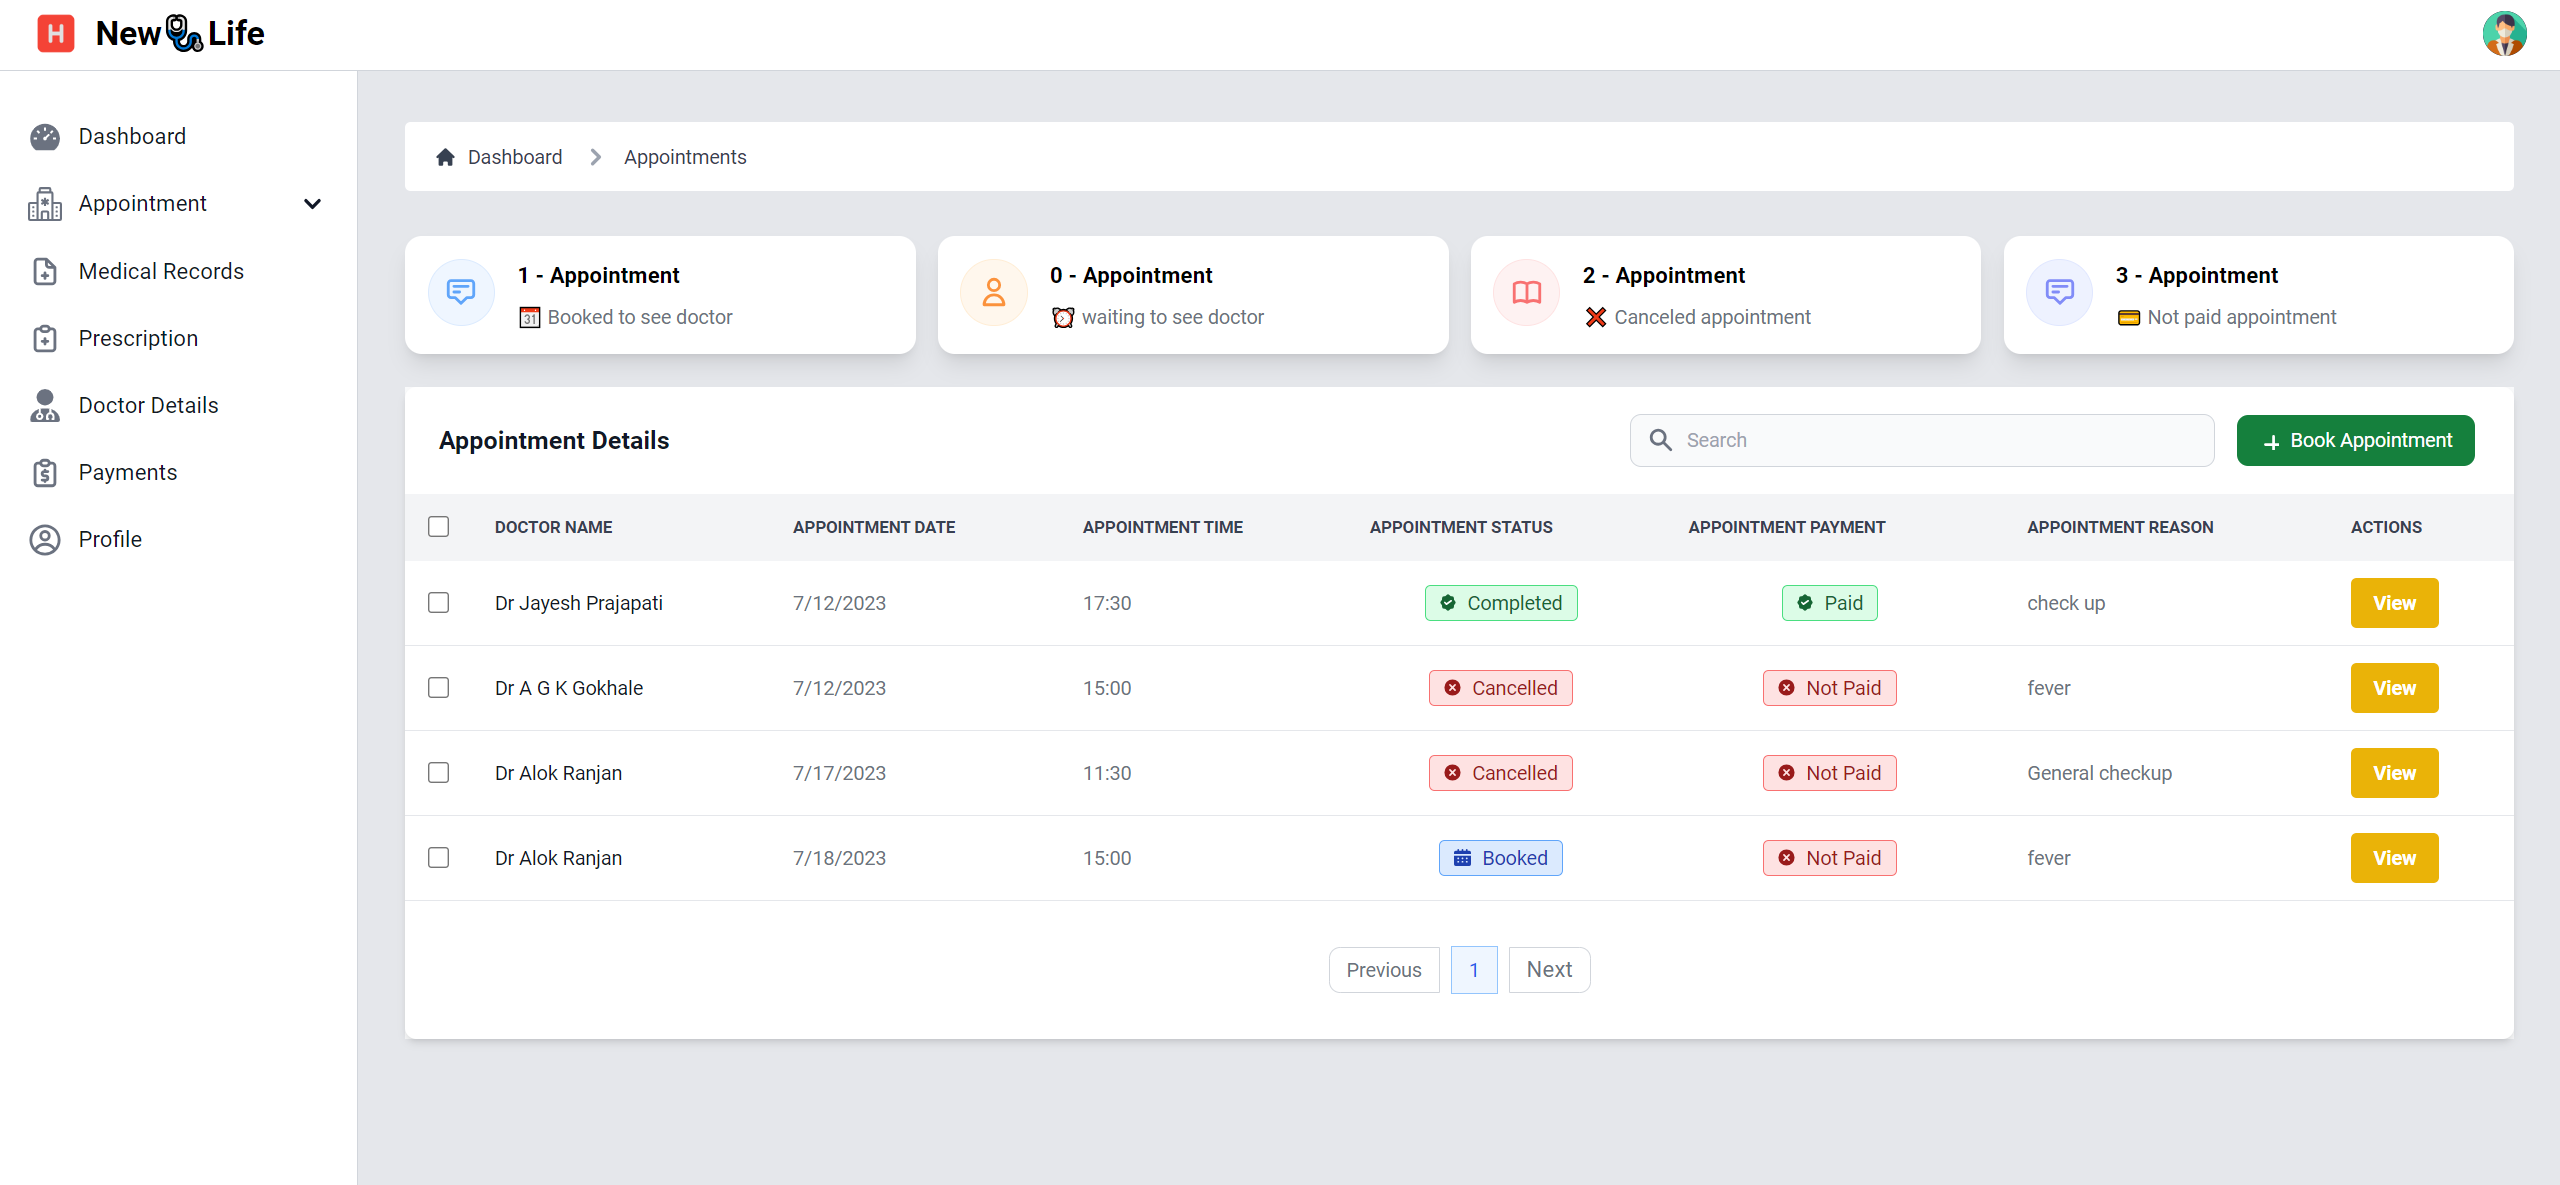 H New Life
Dashboard
Appointment
Medical Records
Prescription
Doctor Details
Payments
Profile
Dashboard Appointments
1 - Appointment
31 Booked to see doctor
0 - Appointment
waiting to see doctor
2 - Appointment
Canceled appointment
3 - Appointment
Not paid appointment
Appointment Details Search + Book Appointment
DOCTOR NAME APPOINTMENT DATE APPOINTMENT TIME APPOINTMENT STATUS APPOINTMENT PAYMENT APPOINTMENT REASON ACTIONS
Dr Jayesh Prajapati 7/12/2023 17:30 Completed Paid check up View
Dr A G K Gokhale 7/12/2023 15:00 Cancelled Not Paid fever View
Dr Alok Ranjan 7/17/2023 11:30 Cancelled Not Paid General checkup View
Dr Alok Ranjan 7/18/2023 15:00 Booked Not Paid fever View
Previous 1 Next